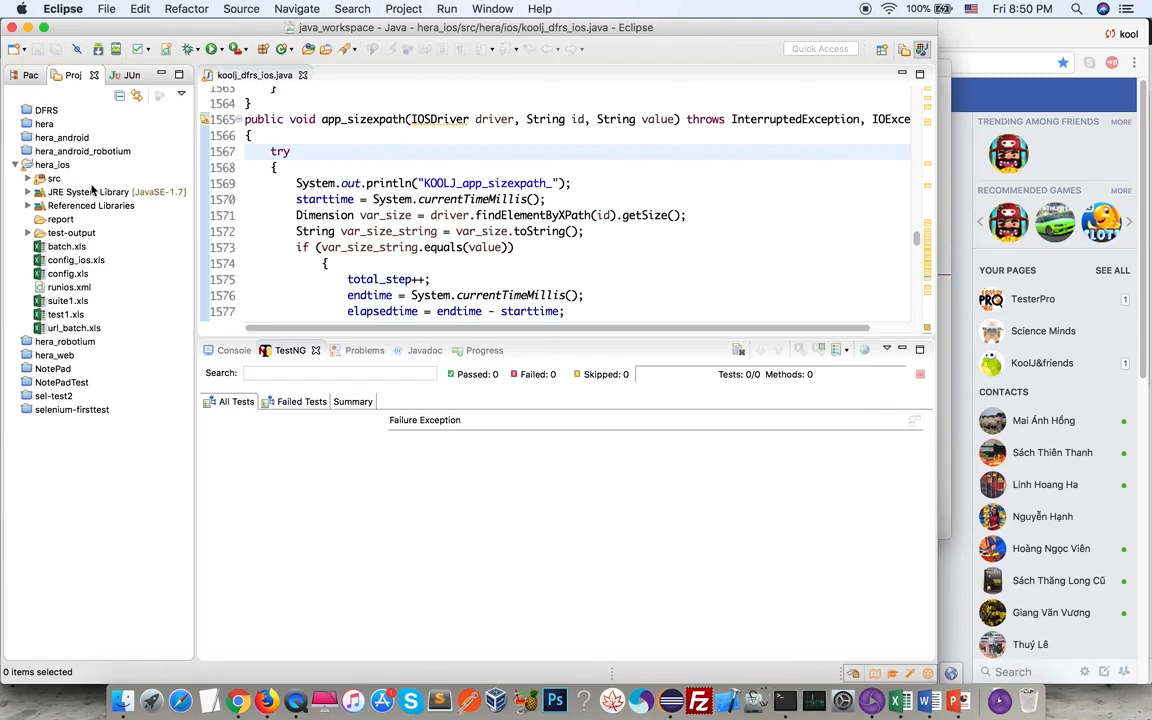 Eclipse File Edit Refactor Source Navigate Search Project Run Window Help
100% Fri 8:50 PM
java_workspace - Java - hera_ios/src/hera/ios/koolj_dfrs_ios.java - Eclipse
kool
Quick Access
Pac Proj JUn
koolj_dfrs_ios.java
DFRS
hera
hera_android
hera_android_robotium
hera_ios
src
JRE System Library [JavaSE-1.7]
Referenced Libraries
report
test-output
batch.xls
config_ios.xls
config.xls
runios.xml
suite1.xls
test1.xls
url_batch.xls
hera_robotium
hera_web
NotePad
NotePadTest
sel-test2
selenium-firsttest
1563 }
1564 }
1565 public void app_sizexpath(IOSDriver driver, String id, String value) throws InterruptedException, IOExce
1566 {
1567 try
1568 {
1569 System.out.println("KOOLJ_app_sizexpath_");
1570 starttime = System.currentTimeMillis();
1571 Dimension var_size = driver.findElementByXPath(id).getSize();
1572 String var_size_string = var_size.toString();
1573 if (var_size_string.equals(value))
1574 {
1575 total_step++;
1576 endtime = System.currentTimeMillis();
1577 elapsedtime = endtime - starttime;
Console TestNG Problems Javadoc Progress
Search: Passed: 0 Failed: 0 Skipped: 0 Tests: 0/0 Methods: 0
All Tests Failed Tests Summary
Failure Exception
0 items selected
TRENDING AMONG FRIENDS MORE
RECOMMENDED GAMES MORE
SLOTS
YOUR PAGES SEE ALL
TesterPro 1
Science Minds
KoolJ&friends 1
CONTACTS
Mai Ánh Hồng
Sách Thiên Thanh
Linh Hoang Ha
Nguyễn Hạnh
Hoàng Ngọc Viên
Sách Thăng Long Cũ
Giang Văn Vương
Thuý Lê
Search